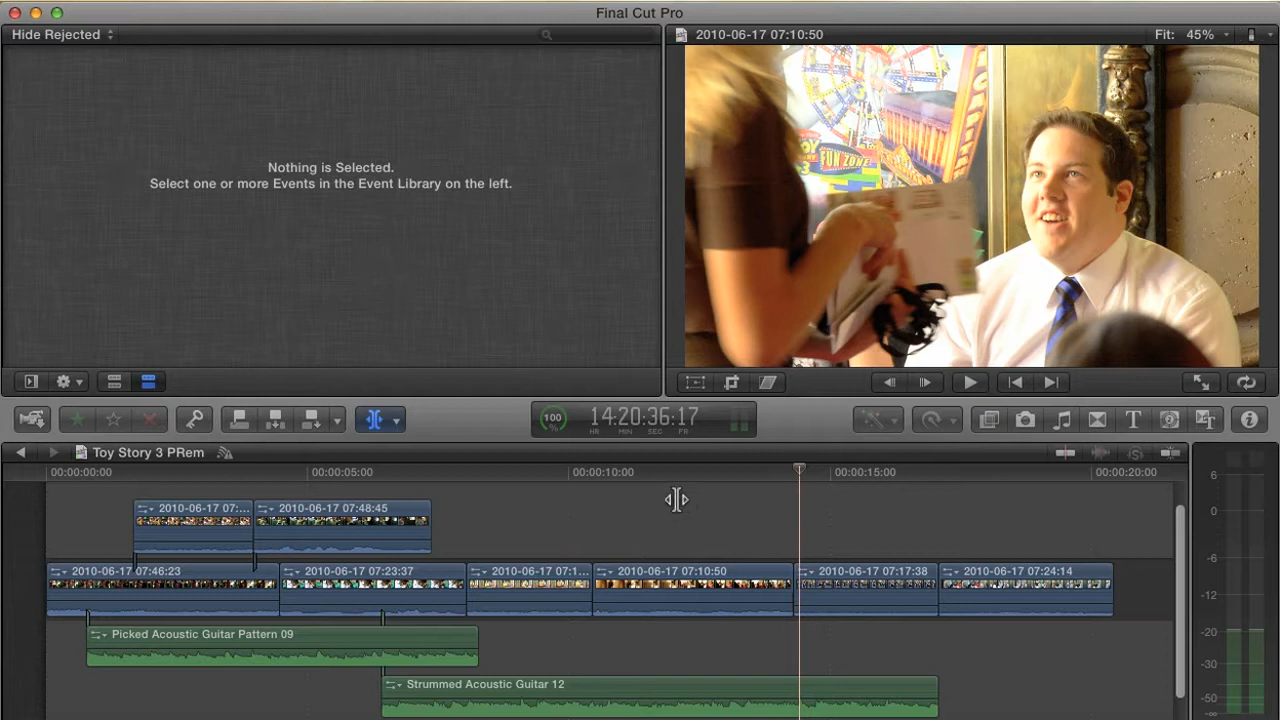 Final Cut Pro
Hide Rejected
2010-06-17 07:10:50
Fit: 45%
Nothing is Selected.
Select one or more Events in the Event Library on the left.
TOY
3
FUN ZONE
100
%
14:20:36:17
HR MIN SEC FR
Toy Story 3 PRem
00:00:00:00
00:00:05:00
00:00:10:00
00:00:15:00
00:00:20:00
2010-06-17 07:...
2010-06-17 07:48:45
2010-06-17 07:46:23
2010-06-17 07:23:37
2010-06-17 07:1...
2010-06-17 07:10:50
2010-06-17 07:17:38
2010-06-17 07:24:14
Picked Acoustic Guitar Pattern 09
Strummed Acoustic Guitar 12
6
0
-6
-12
-20
-30
-50
-∞